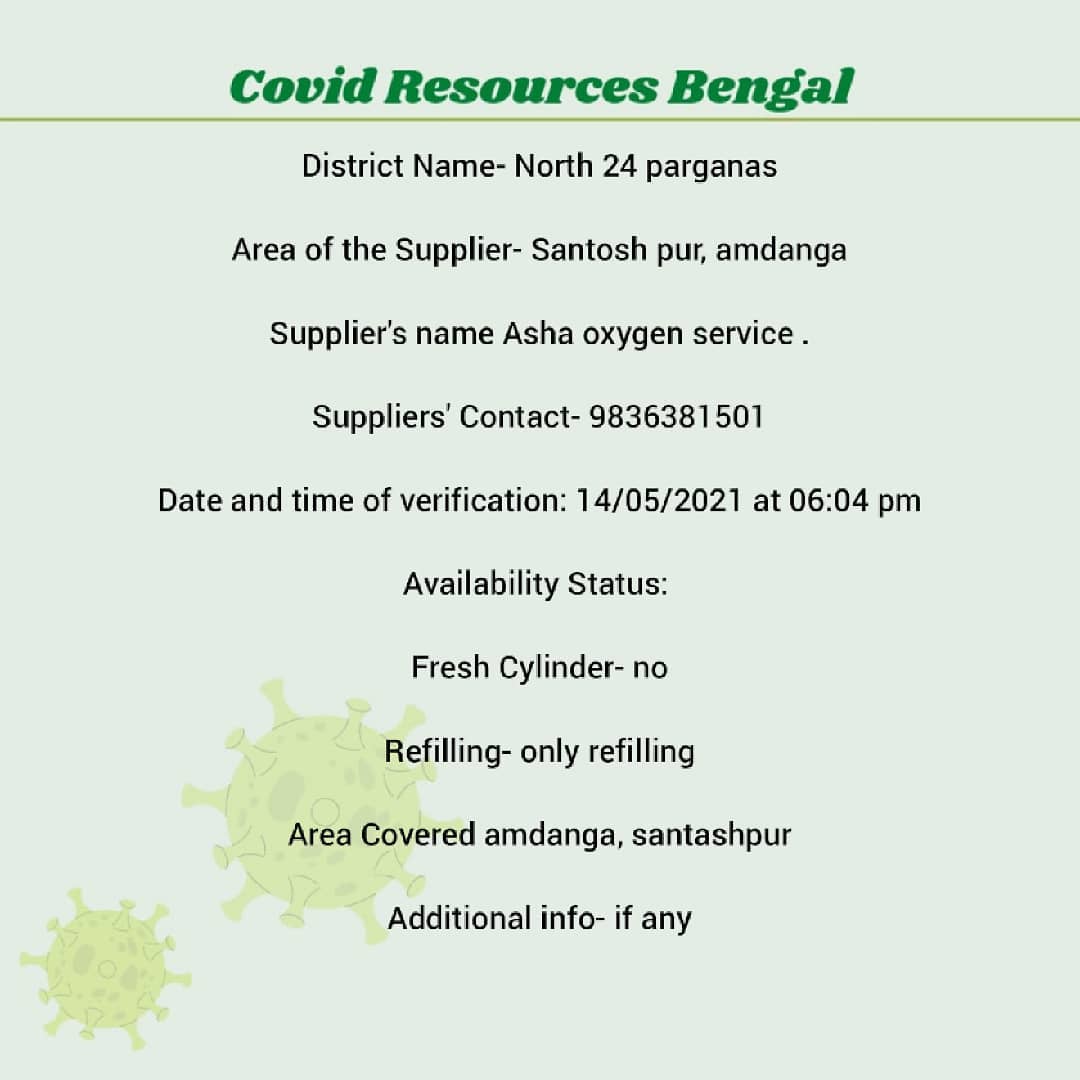 Covid Resources Bengal
District Name- North 24 parganas
Area of the Supplier- Santosh pur, amdanga
Supplier's name Asha oxygen service .
Suppliers' Contact- 9836381501
Date and time of verification: 14/05/2021 at 06:04 pm
Availability Status:
Fresh Cylinder- no
Refilling- only refilling
Area Covered amdanga, santashpur
Additional info- if any